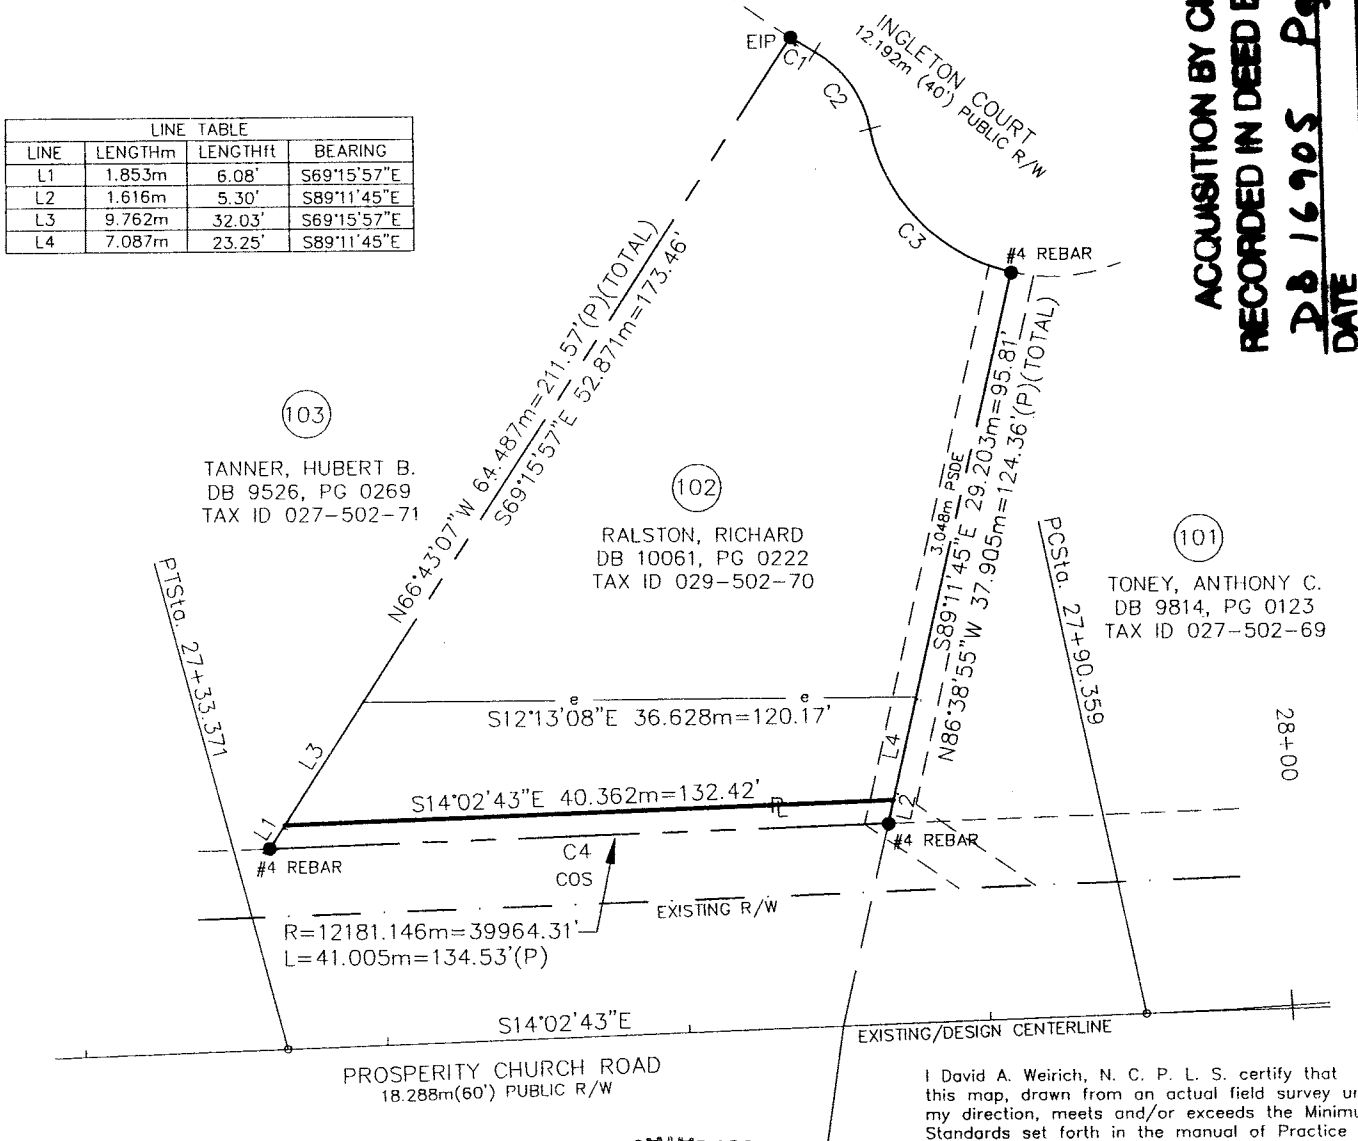 ACQUISITION BY
RECORDED IN DEED
DB 16905 Pg
DATE
LINE TABLE
LINE LENGTHm LENGTHft BEARING
L1 1.853m 6.08' S69°15'57"E
L2 1.616m 5.30' S89°11'45"E
L3 9.762m 32.03' S69°15'57"E
L4 7.087m 23.25' S89°11'45"E
EIP
C1
C2
C3
INGLETON COURT
12.192m (40') PUBLIC R/W
#4 REBAR
N66°43'07"W 64.487m=211.57'(P)(TOTAL)
S69°15'57"E 52.871m=173.46'
3.048m PSDE
S89°11'45"E 29.203m=95.81'
N86°38'55"W 37.905m=124.36'(P)(TOTAL)
103
TANNER, HUBERT B.
DB 9526, PG 0269
TAX ID 027-502-71
102
RALSTON, RICHARD
DB 10061, PG 0222
TAX ID 029-502-70
101
TONEY, ANTHONY C.
DB 9814, PG 0123
TAX ID 027-502-69
PTSta. 27+33.371
PCSta. 27+90.359
28+00
e e
S12°13'08"E 36.628m=120.17'
L3
L4
S14°02'43"E 40.362m=132.42'
PL
L1
L2
#4 REBAR
#4 REBAR
C4
COS
EXISTING R/W
R=12181.146m=39964.31'
L=41.005m=134.53'(P)
S14°02'43"E
EXISTING/DESIGN CENTERLINE
PROSPERITY CHURCH ROAD
18.288m(60') PUBLIC R/W
I David A. Weirich, N. C. P. L. S. certify that
this map, drawn from an actual field survey
my direction, meets and/or exceeds the
Standards set forth in the manual of Practice